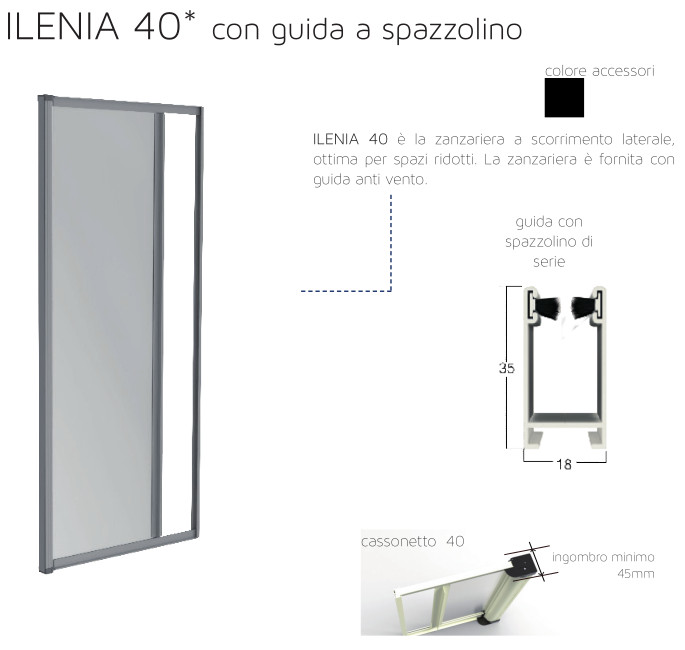 ILENIA 40* con guida a spazzolino
colore accessori
ILENIA 40 è la zanzariera a scorrimento laterale,
ottima per spazi ridotti. La zanzariera è fornita con
guida anti vento.
guida con
spazzolino di
serie
35
18
cassonetto 40
ingombro minimo
45mm